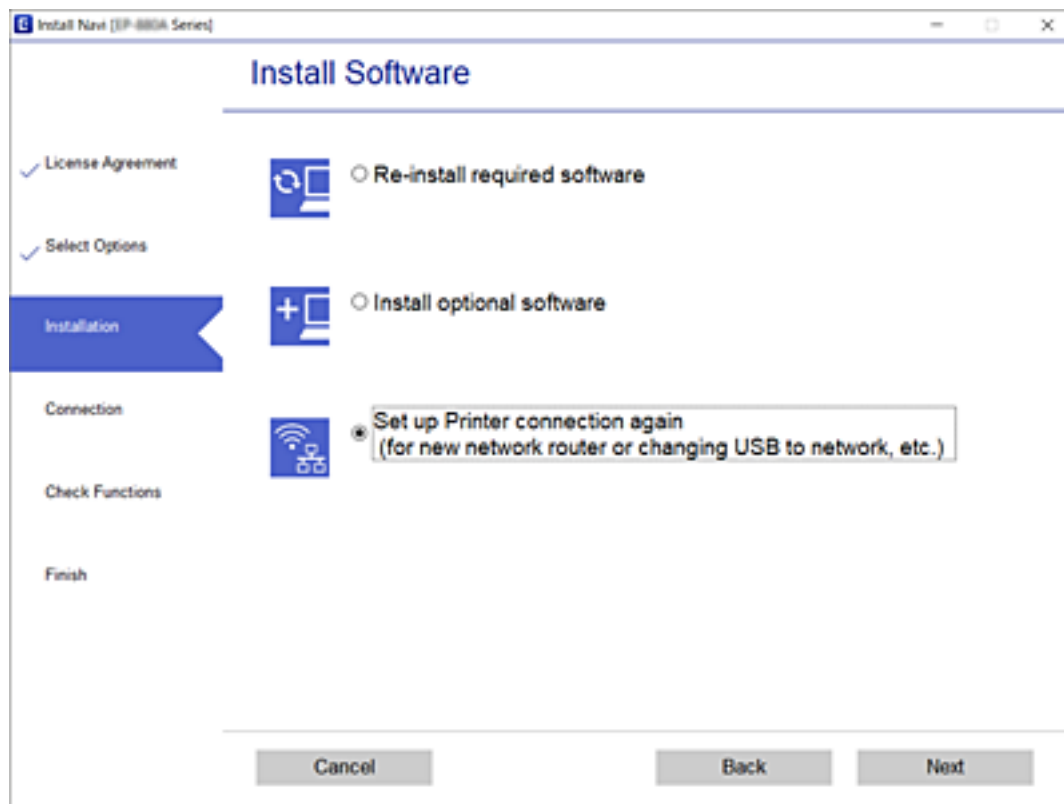 Install Navi [ Series]
Install Software
License Agreement
Select Options
Installation
Connection
Check Functions
Finish
Re-install required software
Install optional software
Set up Printer connection again
(for new network router or changing USB to network, etc.)
Cancel
Back
Next